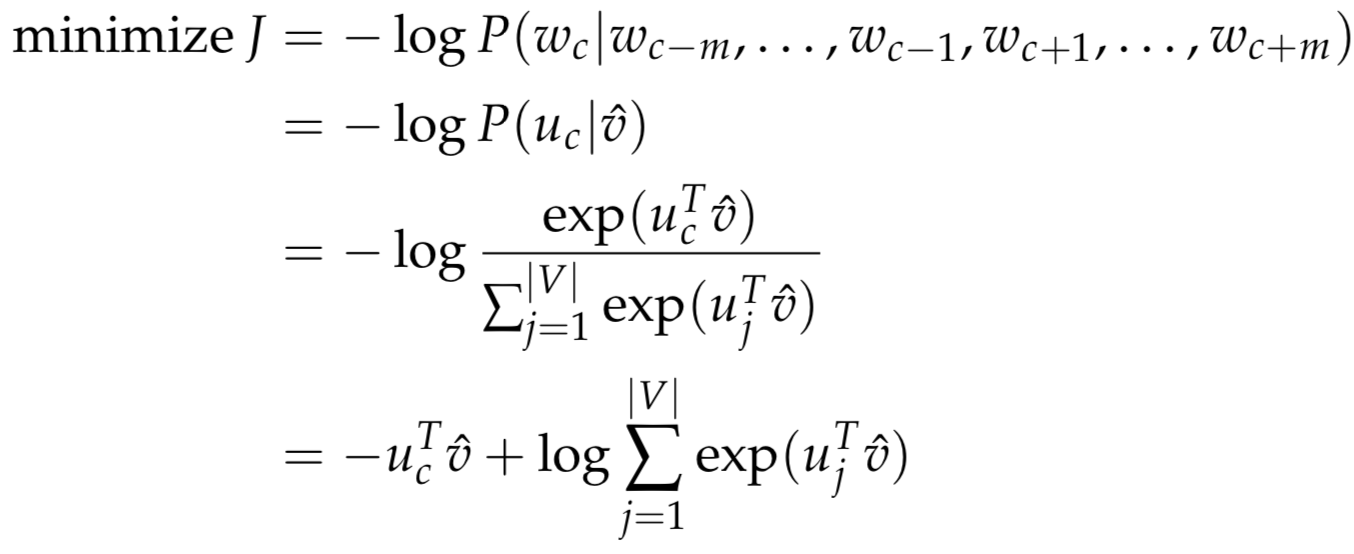 minimize J = − log P(w_c|w_{c−m}, . . . , w_{c−1}, w_{c+1}, . . . , w_{c+m})
= − log P(u_c|v̂)
= − log \frac{exp(u_c^T v̂)}{∑_{j=1}^{|V|} exp(u_j^T v̂)}
= −u_c^T v̂ + log ∑_{j=1}^{|V|} exp(u_j^T v̂)